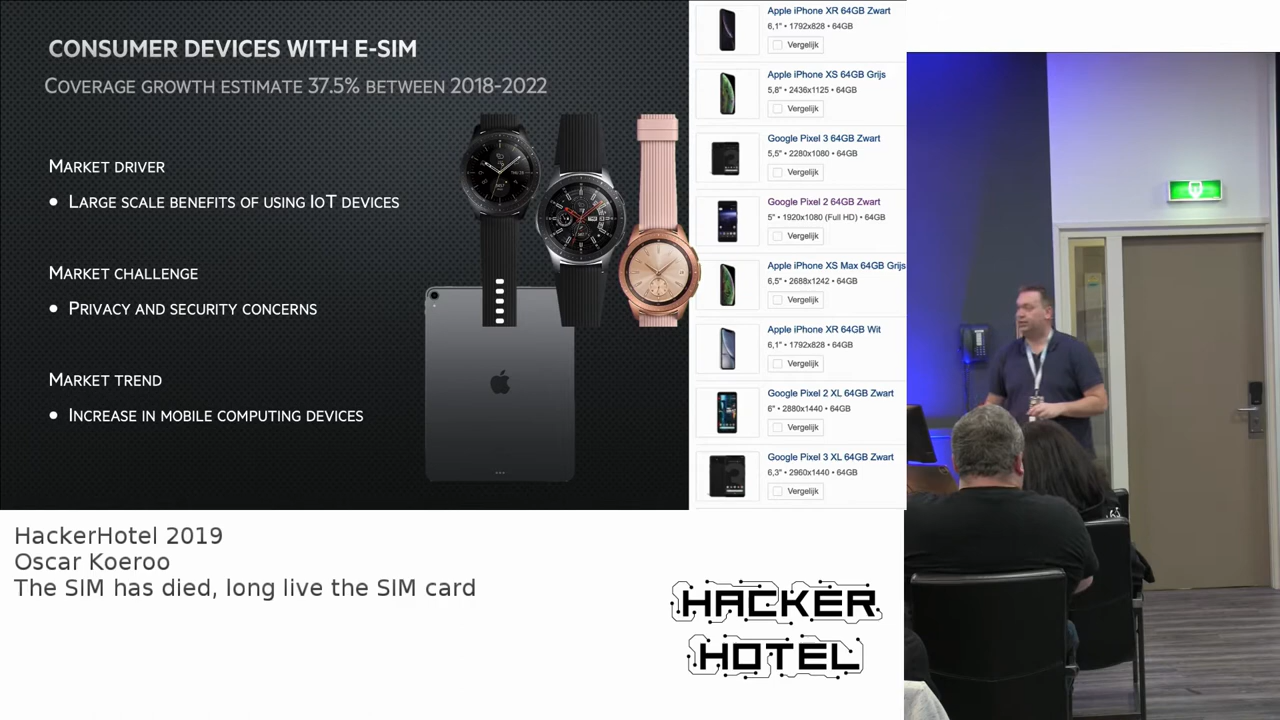 CONSUMER DEVICES WITH E-SIM
COVERAGE GROWTH ESTIMATE 37.5% BETWEEN 2018-2022
MARKET DRIVER
• LARGE SCALE BENEFITS OF USING IOT DEVICES
MARKET CHALLENGE
• PRIVACY AND SECURITY CONCERNS
MARKET TREND
• INCREASE IN MOBILE COMPUTING DEVICES
Apple iPhone XR 64GB Zwart
6,1" • 1792x828 • 64GB
Vergelijk
Apple iPhone XS 64GB Grijs
5,8" • 2436x1125 • 64GB
Vergelijk
Google Pixel 3 64GB Zwart
5,5" • 2280x1080 • 64GB
Vergelijk
Google Pixel 2 64GB Zwart
5" • 1920x1080 (Full HD) • 64GB
Vergelijk
Apple iPhone XS Max 64GB Grijs
6,5" • 2688x1242 • 64GB
Vergelijk
Apple iPhone XR 64GB Wit
6,1" • 1792x828 • 64GB
Vergelijk
Google Pixel 2 XL 64GB Zwart
6" • 2880x1440 • 64GB
Vergelijk
Google Pixel 3 XL 64GB Zwart
6,3" • 2960x1440 • 64GB
Vergelijk
HackerHotel 2019
Oscar Koeroo
The SIM has died, long live the SIM card
HACKER
HOTEL